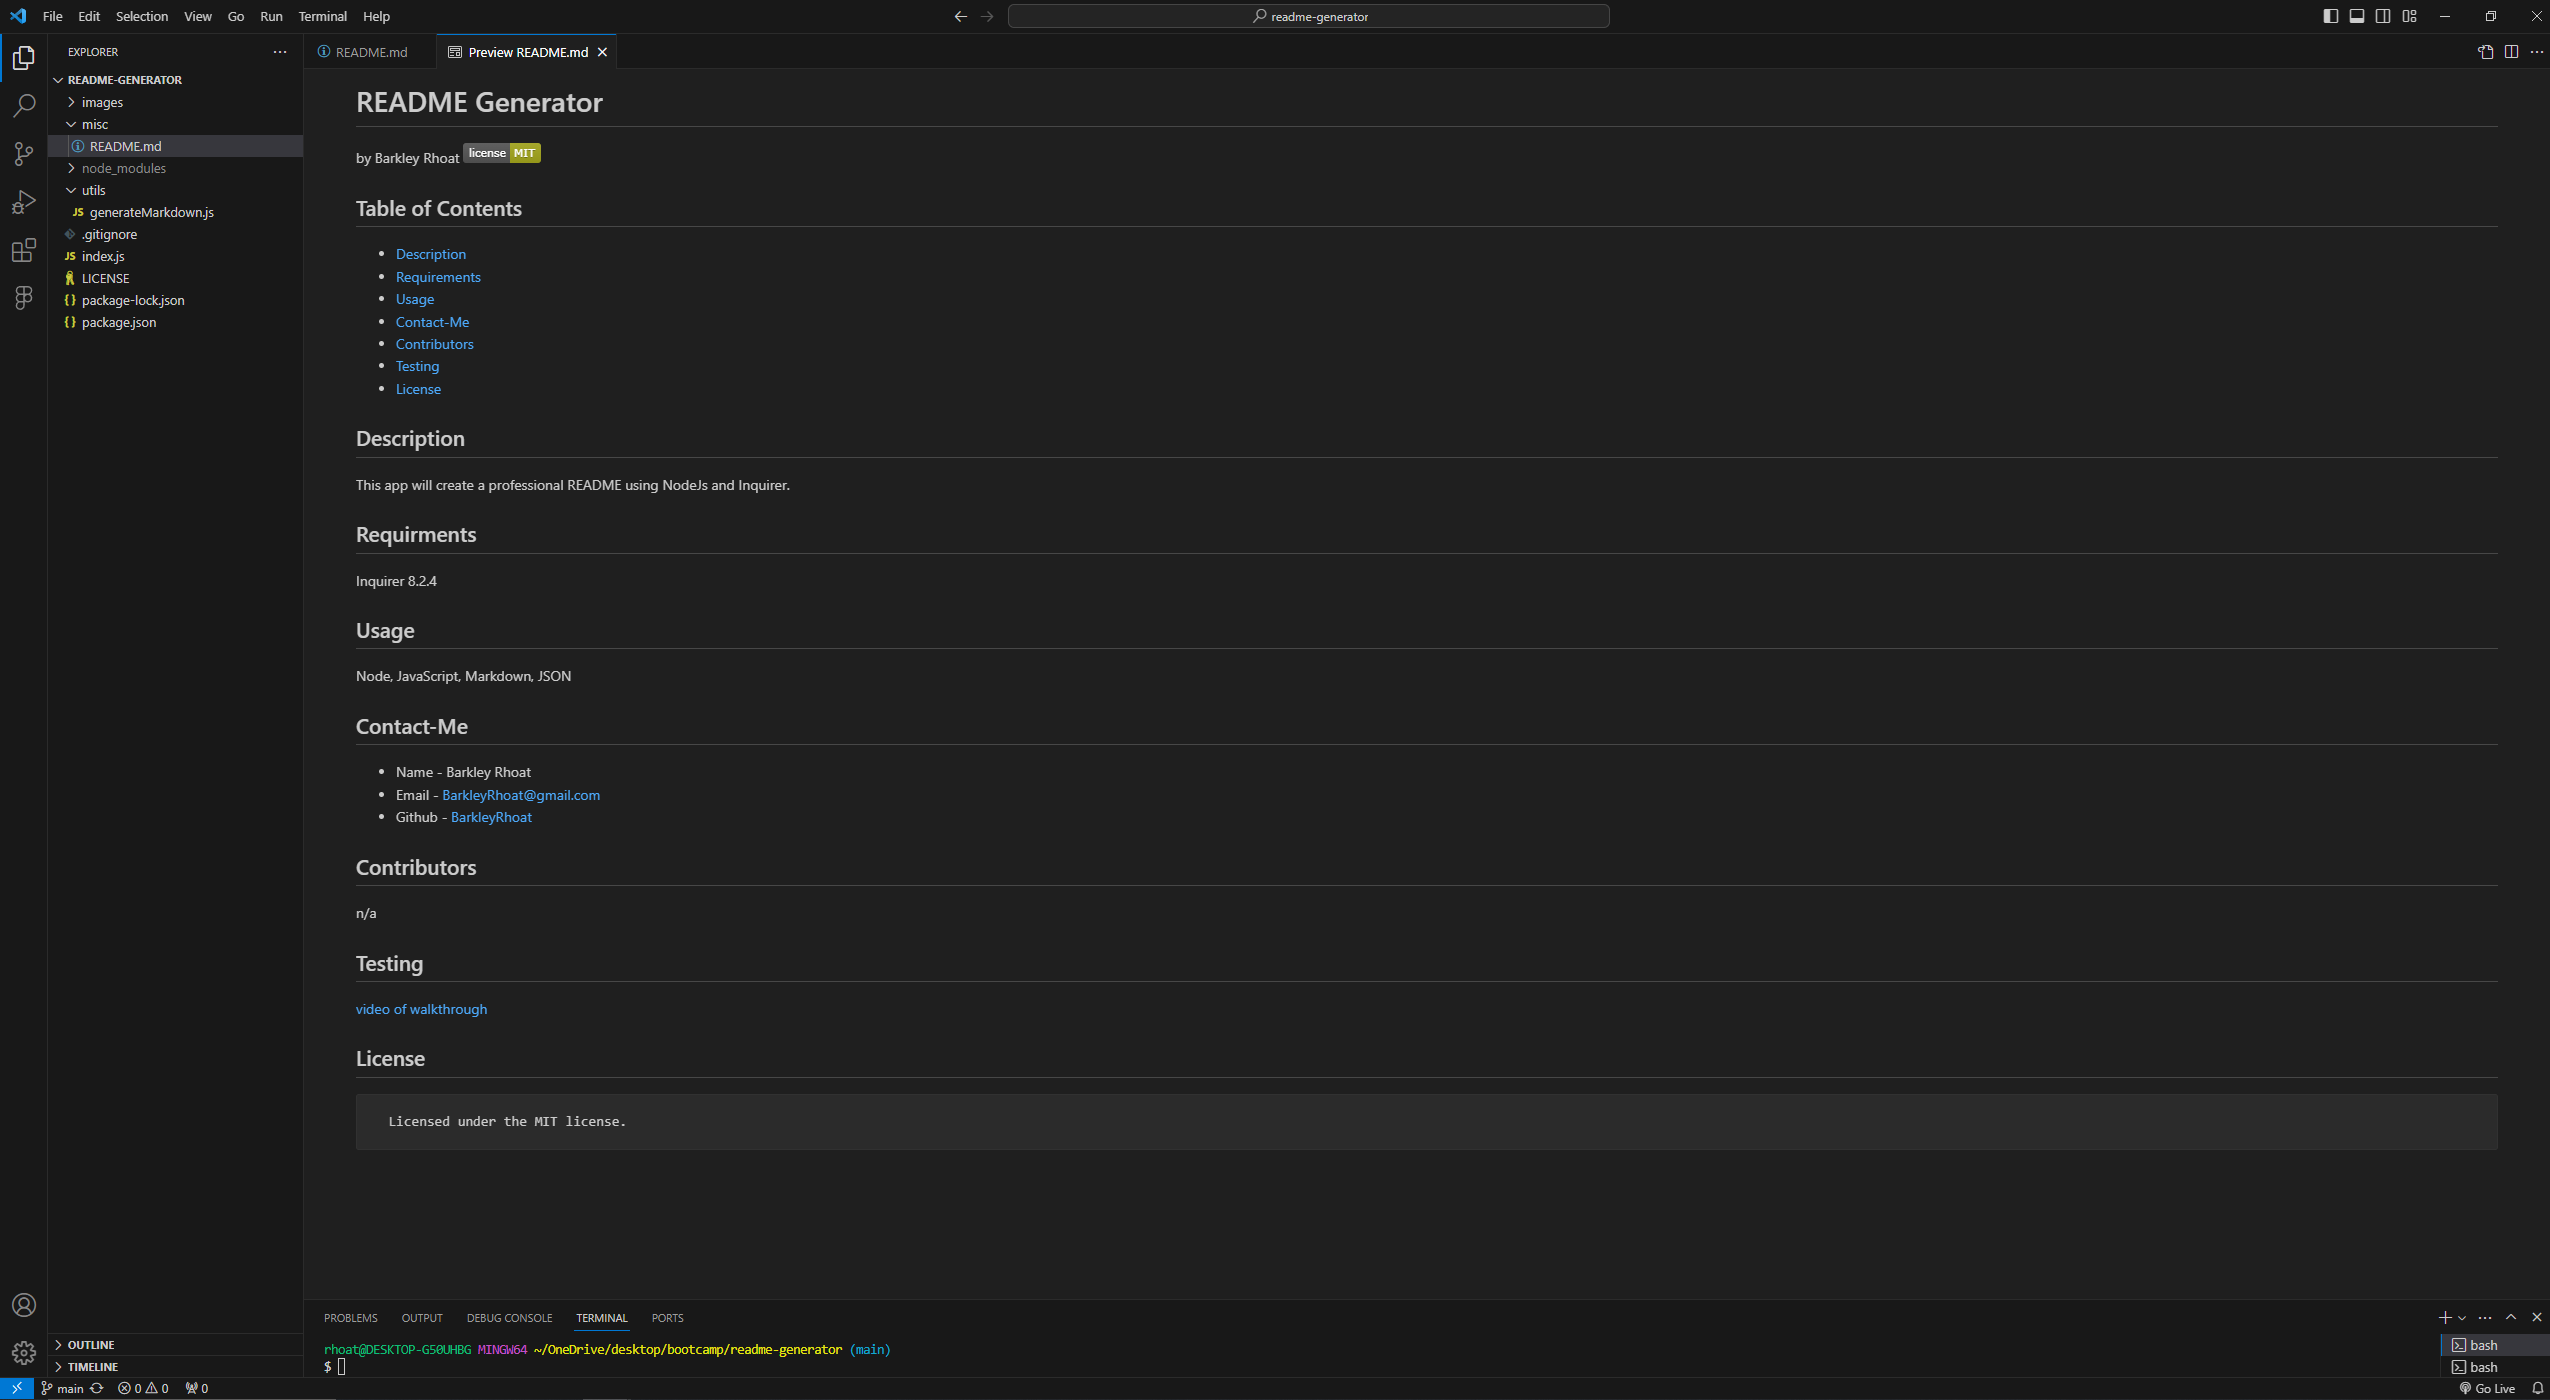 File Edit Selection View Go Run Terminal Help
readme-generator
EXPLORER
README-GENERATOR
images
misc
README.md
node_modules
utils
JS generateMarkdown.js
.gitignore
JS index.js
LICENSE
{} package-lock.json
{} package.json
OUTLINE
TIMELINE
README.md
Preview README.md
README Generator
by Barkley Rhoat license MIT
Table of Contents
• Description
• Requirements
• Usage
• Contact-Me
• Contributors
• Testing
• License
Description
This app will create a professional README using NodeJs and Inquirer.
Requirments
Inquirer 8.2.4
Usage
Node, JavaScript, Markdown, JSON
Contact-Me
• Name - Barkley Rhoat
• Email - BarkleyRhoat@gmail.com
• Github - BarkleyRhoat
Contributors
n/a
Testing
video of walkthrough
License
Licensed under the MIT license.
PROBLEMS OUTPUT DEBUG CONSOLE TERMINAL PORTS
rhoat@DESKTOP-G50UHBG MINGW64 ~/OneDrive/desktop/bootcamp/readme-generator (main)
$
bash
bash
main 0 0 0
Go Live